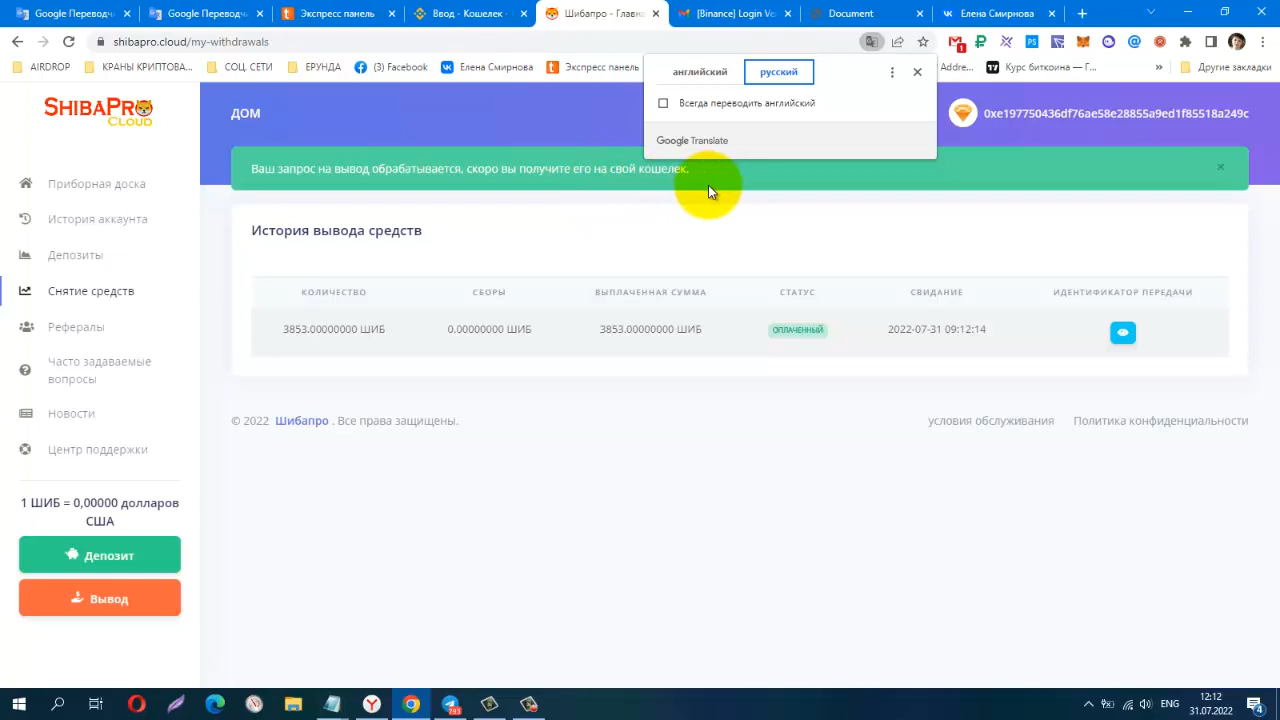 Google Переводч
Google Переводч
Экспресс панель
Ввод - Кошелек -
Шибапро - Главн
[Binance] Login Ve
Document
Елена Смирнова
shibapro.cloud/my-withdrawals
AIRDROP
КРАНЫ КРИПТОВА...
СОЦ. СЕТИ
ЕРУНДА
(3) Facebook
Елена Смирнова
Экспресс панель
Addre...
Курс биткоина (—...
»
Другие закладки
английский
русский
Всегда переводить английский
Google Translate
SHIBAPRO
CLOUD
ДОМ
0xe197750436df76ae58e28855a9ed1f85518a249c
Ваш запрос на вывод обрабатывается, скоро вы получите его на свой кошелек.
×
Приборная доска
История аккаунта
Депозиты
Снятие средств
Рефералы
Часто задаваемые
вопросы
Новости
Центр поддержки
1 ШИБ = 0,00000 долларов
США
Депозит
Вывод
История вывода средств
КОЛИЧЕСТВО СБОРЫ ВЫПЛАЧЕННАЯ СУММА СТАТУС СВИДАНИЕ ИДЕНТИФИКАТОР ПЕРЕДАЧИ
3853.00000000 ШИБ 0.00000000 ШИБ 3853.00000000 ШИБ ОПЛАЧЕННЫЙ 2022-07-31 09:12:14
© 2022 Шибапро . Все права защищены.
условия обслуживания Политика конфиденциальности
793
ENG
12:12
31.07.2022
4